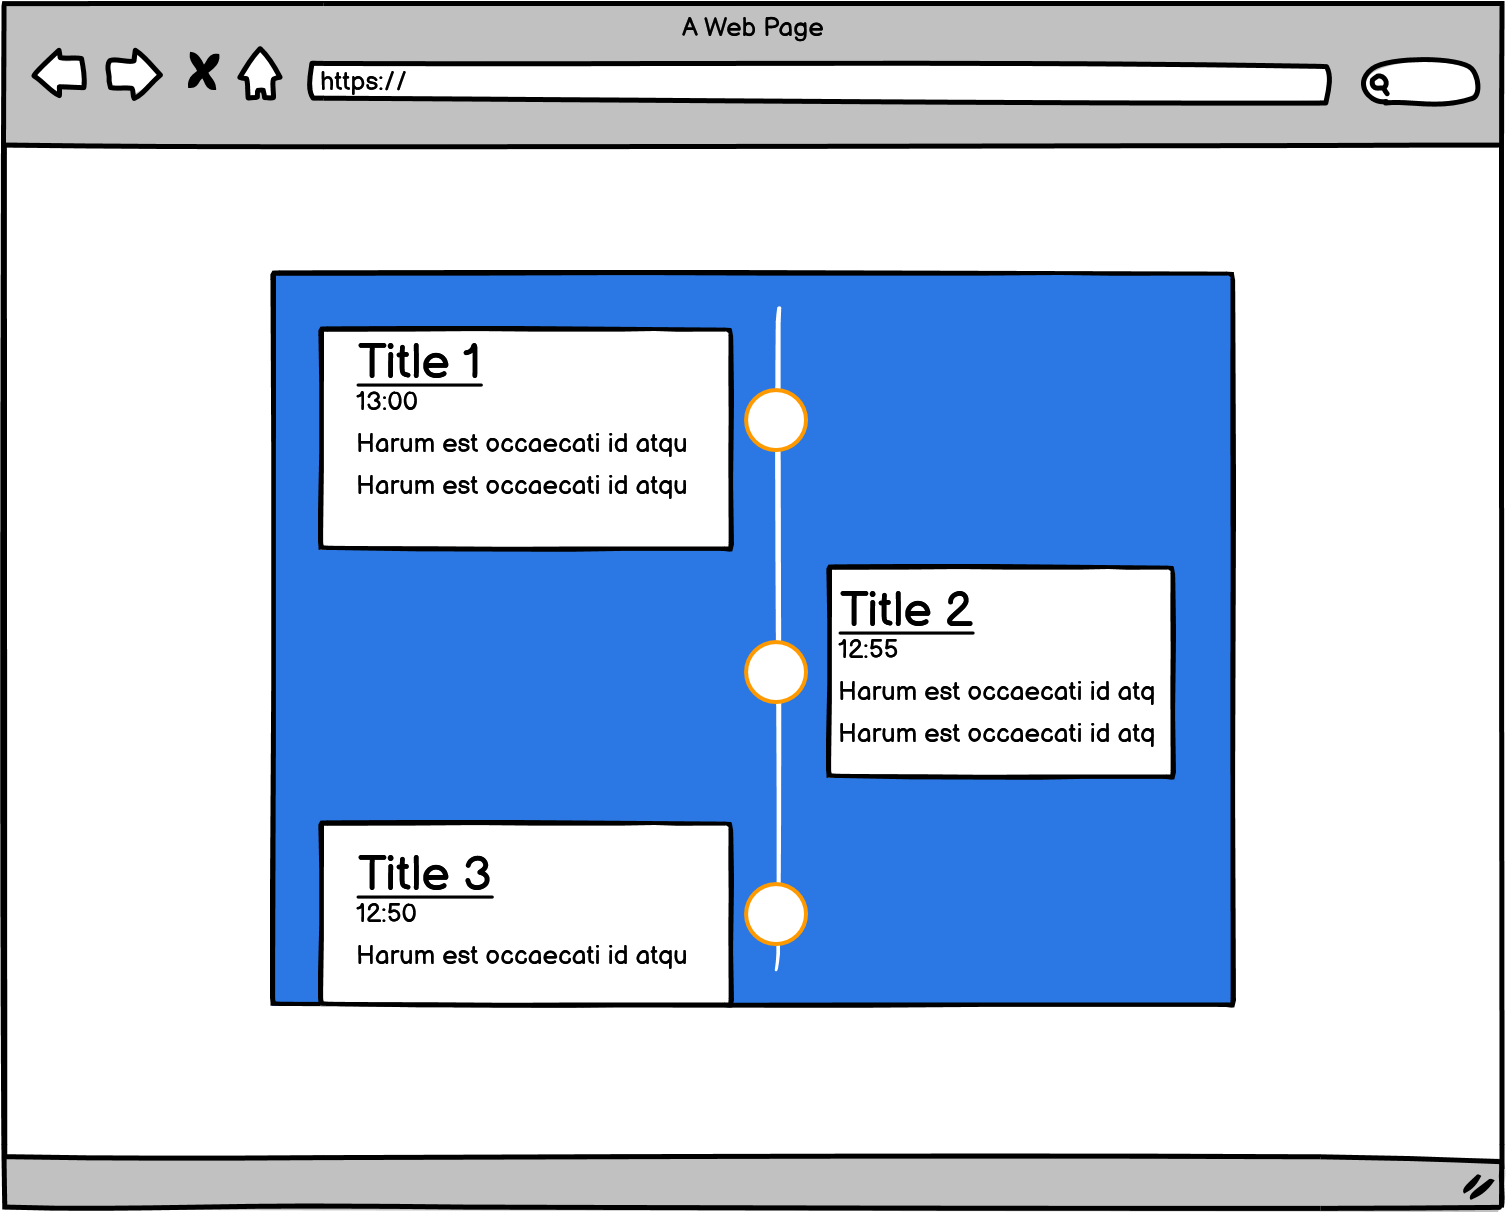 A Web Page
https://
Title 1
13:00
Harum est occaecati id atqu
Harum est occaecati id atqu
Title 2
12:55
Harum est occaecati id atq
Harum est occaecati id atq
Title 3
12:50
Harum est occaecati id atqu